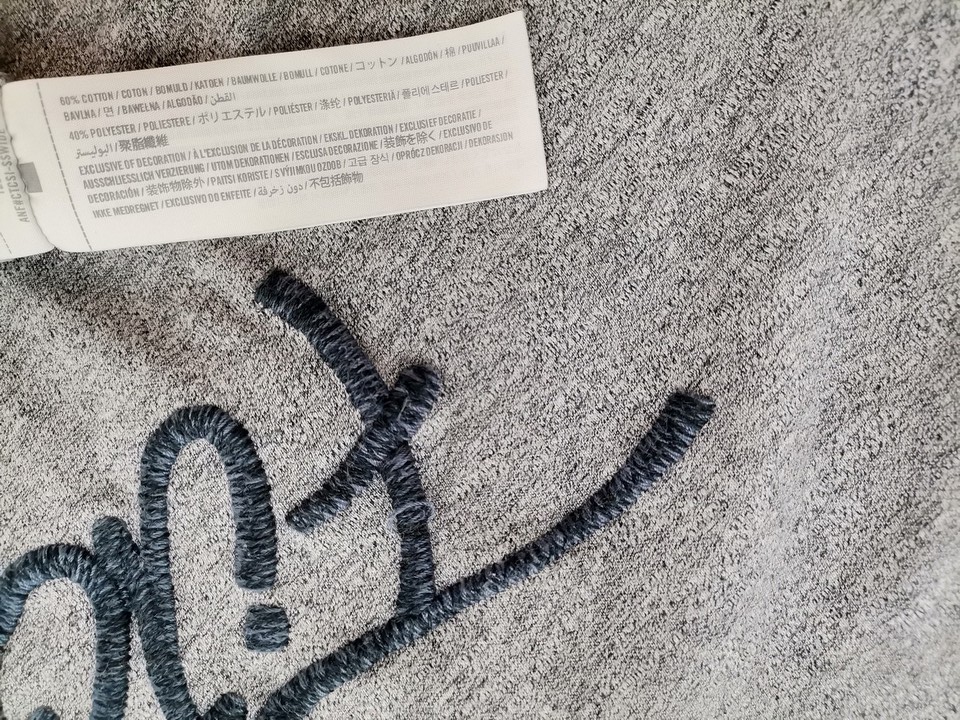 60% COTTON / COTON / BOMULD / KATOEN / BAUMWOLLE / BOMULL / COTONE / コットン / ALGODÓN / 棉 / PUUVILLAA /
BAVLNA / 면 / BAWEŁNA / ALGODÃO / القطن
40% POLYESTER / POLIESTERE / ポリエステル / POLIÉSTER / 涤纶 / POLYESTERIÄ / 폴리에스테르 / POLIESTER /
البوليستر / 聚脂纖維
EXCLUSIVE OF DECORATION / À L'EXCLUSION DE LA DÉCORATION / EKSKL. DEKORATION / EXCLUSIEF DECORATIE /
AUSSCHLIESSLICH VERZIERUNG / UTOM DEKORATIONEN / ESCLUSA DECORAZIONE / 装飾を除く / EXCLUSIVO DE
DECORACIÓN / 装饰物除外 / PAITSI KORISTE / S VÝJIMKOU OZDOB / 고급 장식 / OPRÓCZ DEKORACJI / DEKORASJON
IKKE MEDREGNET / EXCLUSIVO DO ENFEITE / دون زخرفة / 不包括飾物